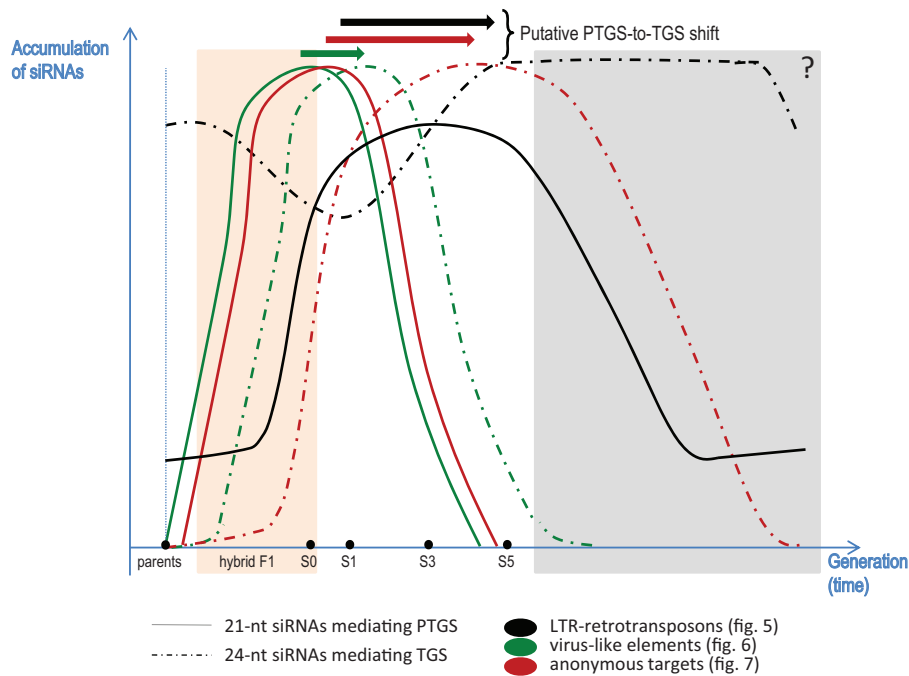 Accumulation
of siRNAs
Putative PTGS-to-TGS shift
?
parents
hybrid F1
S0
S1
S3
S5
Generation
(time)
21-nt siRNAs mediating PTGS
24-nt siRNAs mediating TGS
LTR-retrotransposons (fig. 5)
virus-like elements (fig. 6)
anonymous targets (fig. 7)